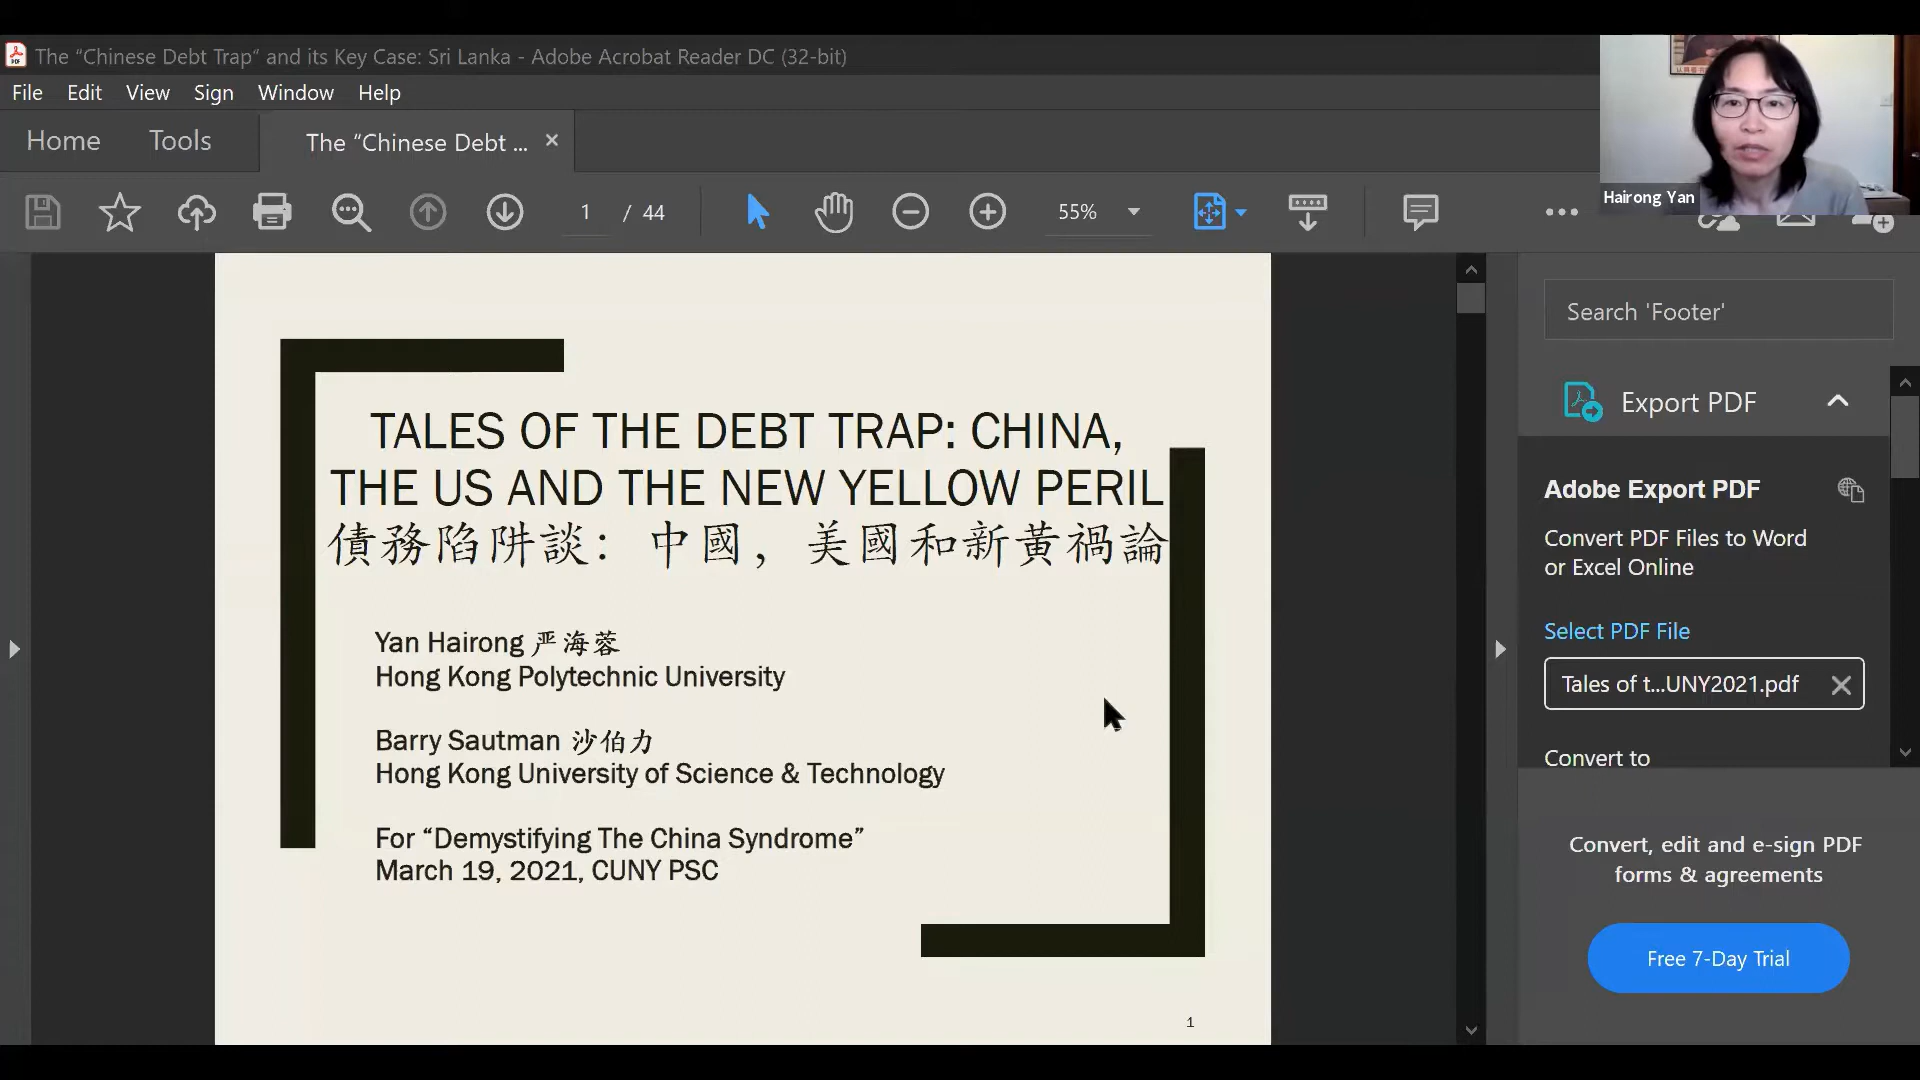 The “Chinese Debt Trap“ and its Key Case: Sri Lanka - Adobe Acrobat Reader DC (32-bit)
File Edit View Sign Window Help
Home Tools The “Chinese Debt ...
1 / 44 55%
Hairong Yan
TALES OF THE DEBT TRAP: CHINA,
THE US AND THE NEW YELLOW PERIL
債務陷阱談：中國，美國和新黃禍論
Yan Hairong 严海蓉
Hong Kong Polytechnic University
Barry Sautman 沙伯力
Hong Kong University of Science & Technology
For “Demystifying The China Syndrome”
March 19, 2021, CUNY PSC
1
Search 'Footer'
Export PDF
Adobe Export PDF
Convert PDF Files to Word
or Excel Online
Select PDF File
Tales of t...UNY2021.pdf
Convert to
Convert, edit and e-sign PDF
forms & agreements
Free 7-Day Trial